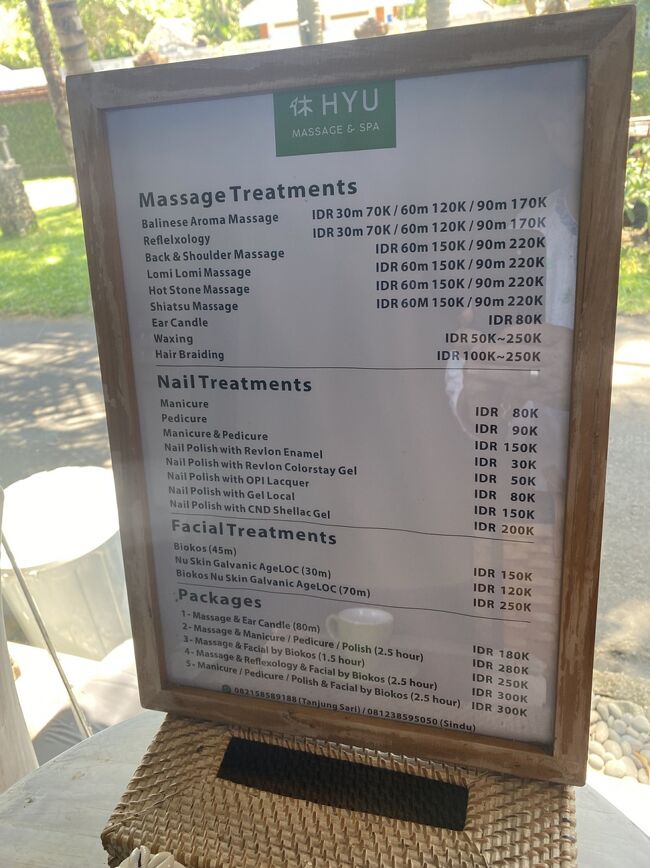 休 HYU
MASSAGE & SPA
Massage Treatments
Balinese Aroma Massage IDR 30m 70K / 60m 120K / 90m 170K
Reflelxology IDR 30m 70K / 60m 120K / 90m 170K
Back & Shoulder Massage IDR 60m 150K / 90m 220K
Lomi Lomi Massage IDR 60m 150K / 90m 220K
Hot Stone Massage IDR 60m 150K / 90m 220K
Shiatsu Massage IDR 60M 150K / 90m 220K
Ear Candle IDR 80K
Waxing IDR 50K~250K
Hair Braiding IDR 100K~250K
Nail Treatments
Manicure IDR 80K
Pedicure IDR 90K
Manicure & Pedicure IDR 150K
Nail Polish with Revlon Enamel IDR 30K
Nail Polish with Revlon Colorstay Gel IDR 50K
Nail Polish with OPI Lacquer IDR 80K
Nail Polish with Gel Local IDR 150K
Nail Polish with CND Shellac Gel IDR 200K
Facial Treatments
Biokos (45m) IDR 150K
Nu Skin Galvanic AgeLOC (30m) IDR 120K
Biokos Nu Skin Galvanic AgeLOC (70m) IDR 250K
Packages
1- Massage & Ear Candle (80m) IDR 180K
2- Massage & Manicure / Pedicure / Polish (2.5 hour) IDR 280K
3- Massage & Facial by Biokos (1.5 hour) IDR 250K
4- Massage & Reflexology & Facial by Biokos (2.5 hour) IDR 300K
5- Manicure / Pedicure / Polish & Facial by Biokos (2.5 hour) IDR 300K
082158589188 (Tanjung Sari) / 081238595050 (Sindu)